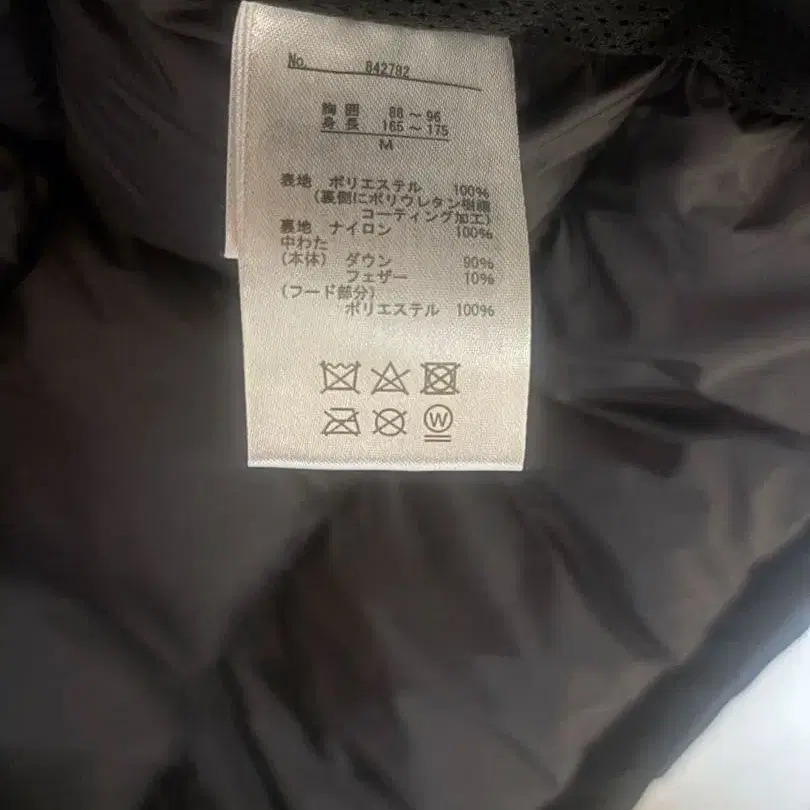 No. 842792
胸囲 88～96
身長 165～175
M
表地 ポリエステル 100%
(裏側にポリウレタン樹脂
コーティング加工)
裏地 ナイロン 100%
中わた
(本体) ダウン 90%
フェザー 10%
(フード部分)
ポリエステル 100%
W